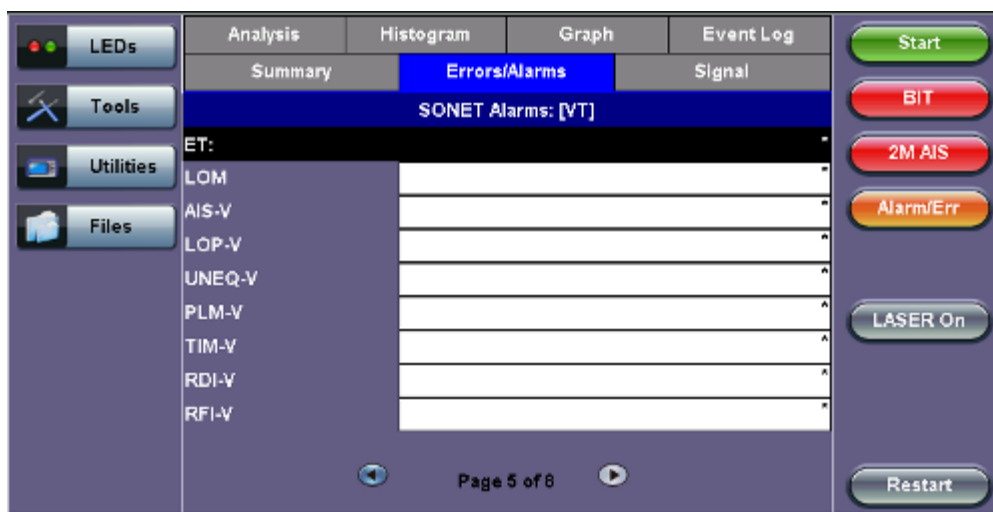 LEDs
Tools
Utilities
Files
Analysis
Histogram
Graph
Event Log
Summary
Errors/Alarms
Signal
SONET Alarms: [VT]
ET:
LOM
AIS-V
LOP-V
UNEQ-V
PLM-V
TIM-V
RDI-V
RFI-V
Page 5 of 8
Start
BIT
2M AIS
Alarm/Err
LASER On
Restart